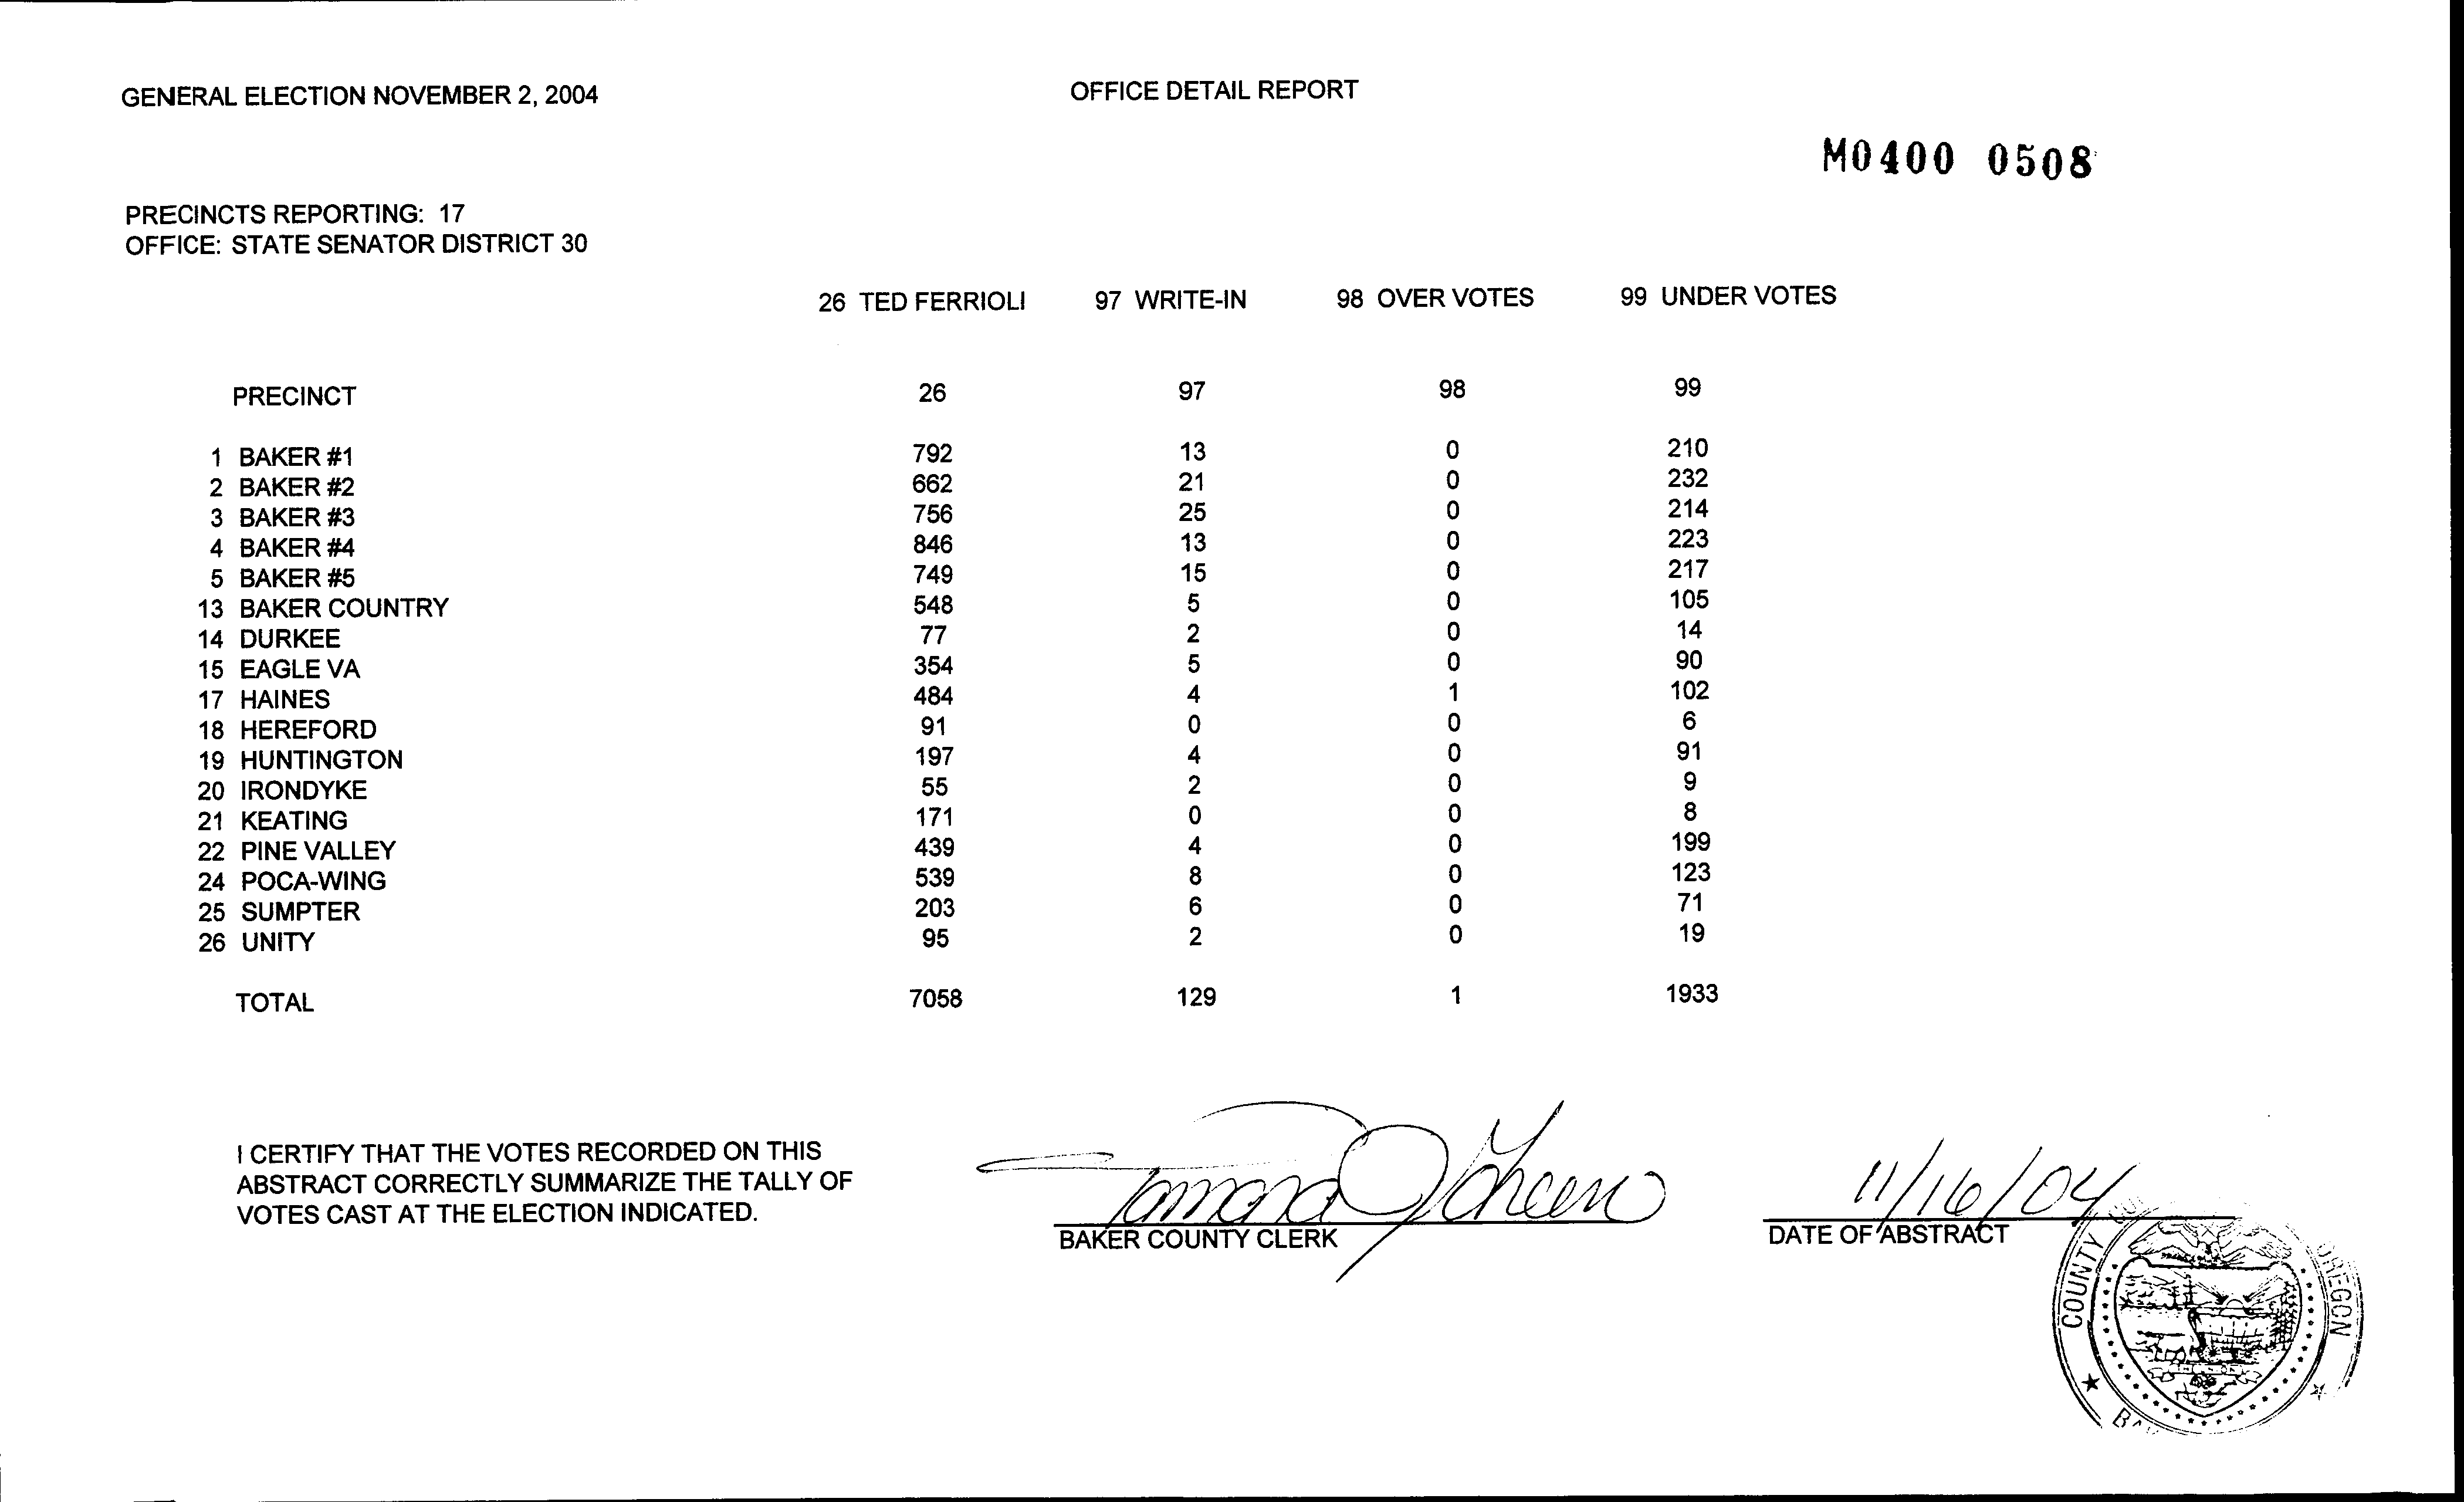 GENERAL ELECTION NOVEMBER 2, 2004 OFFICE DETAIL REPORT
M0400 0508
PRECINCTS REPORTING: 17
OFFICE: STATE SENATOR DISTRICT 30
26 TED FERRIOLI 97 WRITE-IN 98 OVER VOTES 99 UNDER VOTES
PRECINCT 26 97 98 99
1 BAKER #1 792 13 0 210
2 BAKER #2 662 21 0 232
3 BAKER #3 756 25 0 214
4 BAKER #4 846 13 0 223
5 BAKER #5 749 15 0 217
13 BAKER COUNTRY 548 5 0 105
14 DURKEE 77 2 0 14
15 EAGLE VA 354 5 0 90
17 HAINES 484 4 1 102
18 HEREFORD 91 0 0 6
19 HUNTINGTON 197 4 0 91
20 IRONDYKE 55 2 0 9
21 KEATING 171 0 0 8
22 PINE VALLEY 439 4 0 199
24 POCA-WING 539 8 0 123
25 SUMPTER 203 6 0 71
26 UNITY 95 2 0 19
TOTAL 7058 129 1 1933
I CERTIFY THAT THE VOTES RECORDED ON THIS
ABSTRACT CORRECTLY SUMMARIZE THE TALLY OF
VOTES CAST AT THE ELECTION INDICATED.
Tamara J Green 11/16/04
BAKER COUNTY CLERK DATE OF ABSTRACT
COUNTY OREGON